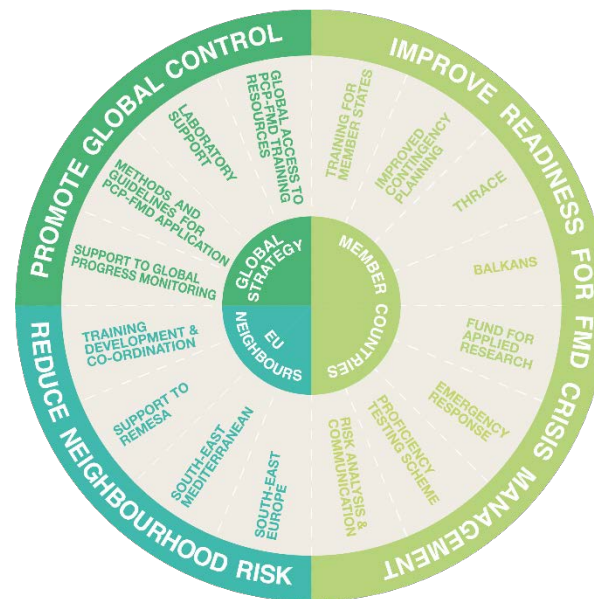 PROMOTE GLOBAL CONTROL
IMPROVE READINESS FOR FMD CRISIS MANAGEMENT
REDUCE NEIGHBOURHOOD RISK
GLOBAL
STRATEGY
MEMBER COUNTRIES
EU
NEIGHBOURS
SUPPORT TO GLOBAL
PROGRESS MONITORING
METHODS AND
GUIDELINES FOR
PCP-FMD APPLICATION
LABORATORY
SUPPORT
GLOBAL ACCESS TO
PCP-FMD TRAINING
RESOURCES
TRAINING FOR
MEMBER STATES
IMPROVED
CONTINGENCY
PLANNING
THRACE
BALKANS
FUND FOR
APPLIED
RESEARCH
EMERGENCY
RESPONSE
PROFICIENCY
TESTING SCHEME
RISK ANALYSIS &
COMMUNICATION
SOUTH-EAST
EUROPE
SOUTH-EAST
MEDITERRANEAN
SUPPORT TO
REMESA
TRAINING
DEVELOPMENT &
CO-ORDINATION